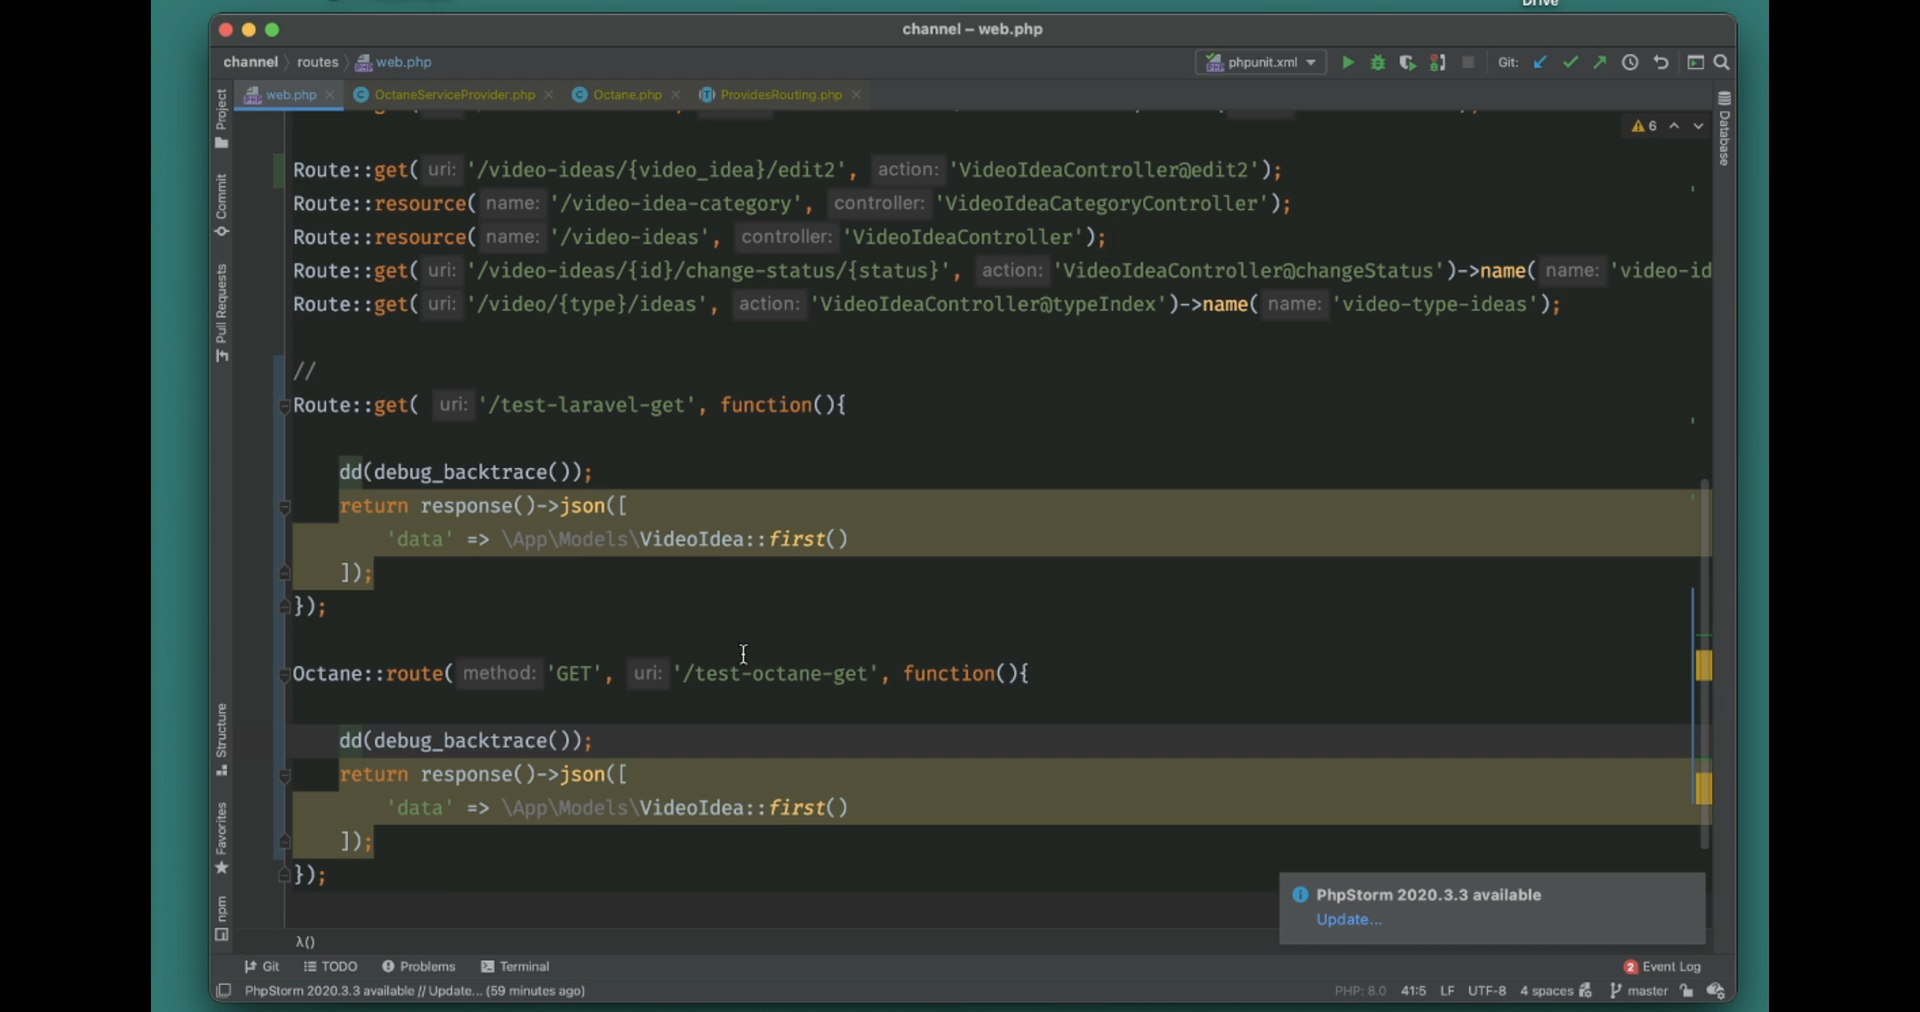 Drive
channel – web.php
channel routes web.php
phpunit.xml Git:
web.php OctaneServiceProvider.php Octane.php ProvidesRouting.php
6
Route::get( uri: '/video-ideas/{video_idea}/edit2', action: 'VideoIdeaController@edit2');
Route::resource( name: '/video-idea-category', controller: 'VideoIdeaCategoryController');
Route::resource( name: '/video-ideas', controller: 'VideoIdeaController');
Route::get( uri: '/video-ideas/{id}/change-status/{status}', action: 'VideoIdeaController@changeStatus')->name( name: 'video-id
Route::get( uri: '/video/{type}/ideas', action: 'VideoIdeaController@typeIndex')->name( name: 'video-type-ideas');
//
Route::get( uri: '/test-laravel-get', function(){
dd(debug_backtrace());
return response()->json([
'data' => \App\Models\VideoIdea::first()
]);
});
Octane::route( method: 'GET', uri: '/test-octane-get', function(){
dd(debug_backtrace());
return response()->json([
'data' => \App\Models\VideoIdea::first()
]);
});
λ()
Project
Commit
Pull Requests
Structure
Favorites
npm
Database
PhpStorm 2020.3.3 available
Update...
Git TODO Problems Terminal 2 Event Log
PhpStorm 2020.3.3 available // Update... (59 minutes ago) PHP: 8.0 41:5 LF UTF-8 4 spaces master